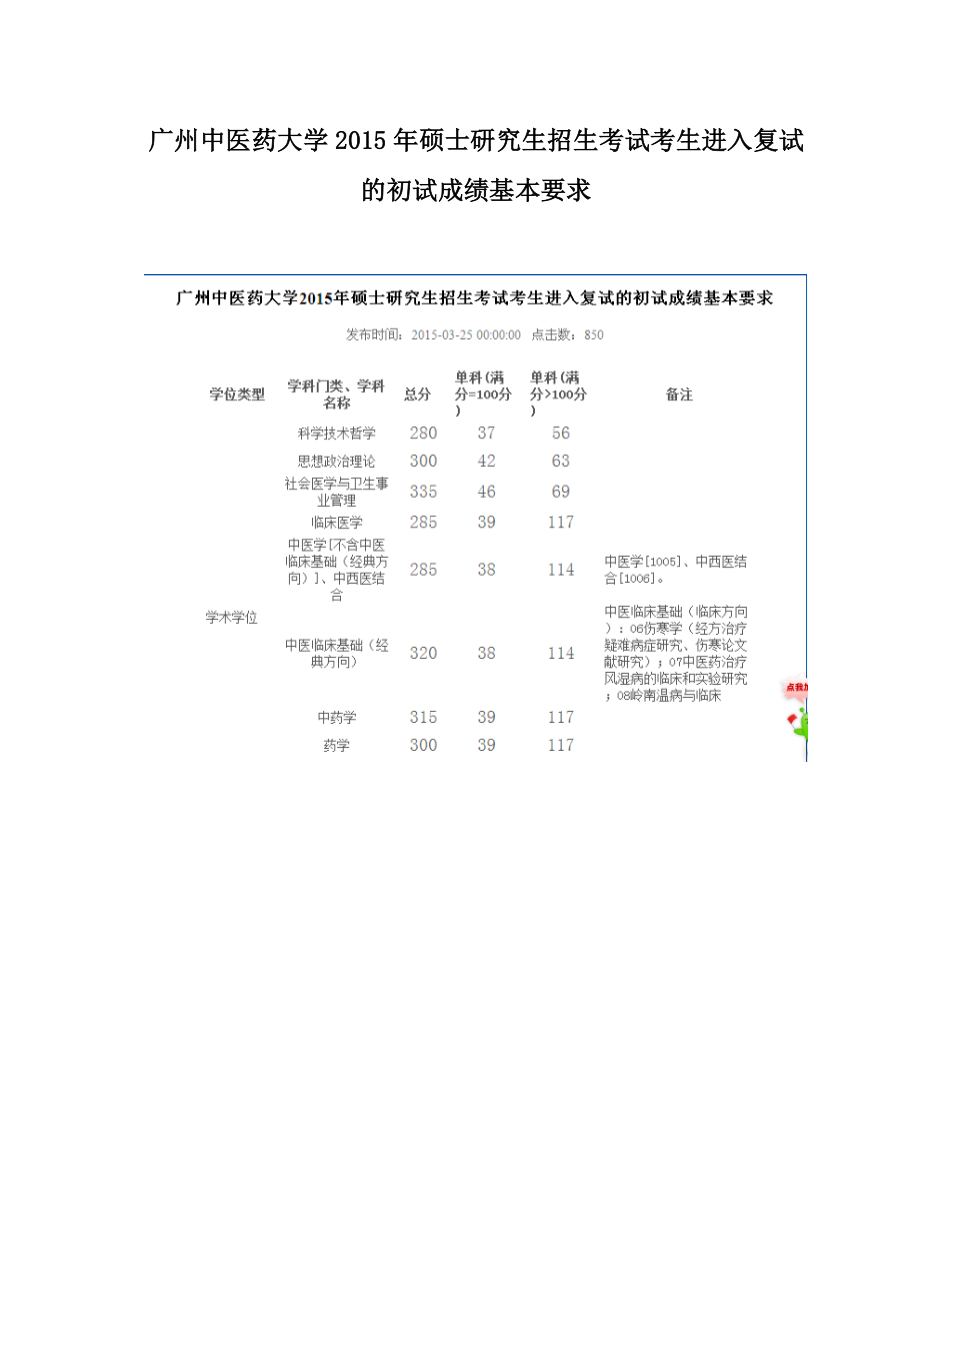 广州中医药大学 2015 年硕士研究生招生考试考生进入复试
的初试成绩基本要求
广州中医药大学2015年硕士研究生招生考试考生进入复试的初试成绩基本要求
发布时间：2015-03-25 00:00:00 点击数：850
学位类型
学科门类、学科
名称
总分
单科(满
分=100分
)
单科(满
分>100分
)
备注
学术学位
科学技术哲学 280 37 56
思想政治理论 300 42 63
社会医学与卫生事
业管理
335 46 69
临床医学 285 39 117
中医学[不含中医
临床基础（经典方
向）]、中西医结
合
285 38 114
中医学[1005]、中西医结
合[1006]。
中医临床基础（经
典方向）
320 38 114
中医临床基础（临床方向
）：06伤寒学（经方治疗
疑难病症研究、伤寒论文
献研究）；07中医药治疗
风湿病的临床和实验研究
；08岭南温病与临床
中药学 315 39 117
药学 300 39 117
点我加